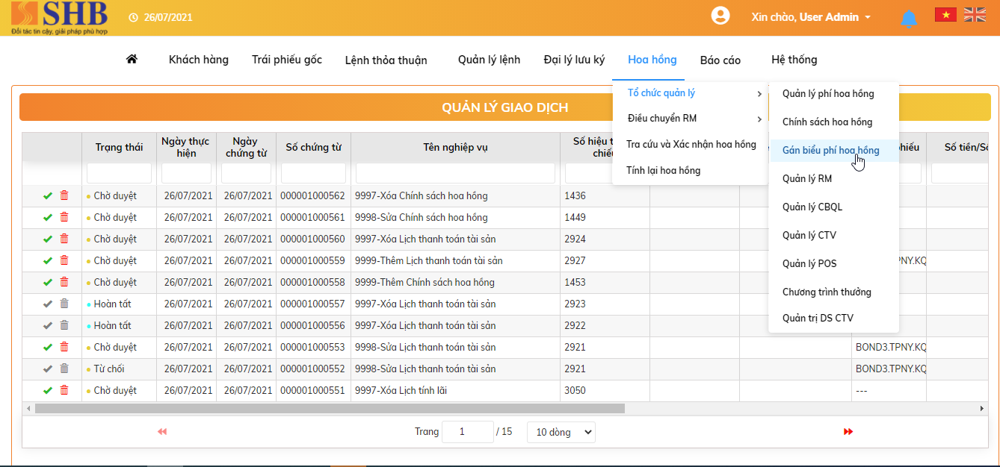 SHB
Đối tác tin cậy, giải pháp phù hợp
26/07/2021
Xin chào, User Admin
Khách hàng Trái phiếu gốc Lệnh thỏa thuận Quản lý lệnh Đại lý lưu ký Hoa hồng Báo cáo Hệ thống
Tổ chức quản lý
Điều chuyển RM
Tra cứu và Xác nhận hoa hồng
Tính lại hoa hồng
Quản lý phí hoa hồng
Chính sách hoa hồng
Gán biểu phí hoa hồng
Quản lý RM
Quản lý CBQL
Quản lý CTV
Quản lý POS
Chương trình thưởng
Quản trị DS CTV
QUẢN LÝ GIAO DỊCH
Trạng thái Ngày thực hiện Ngày chứng từ Số chứng từ Tên nghiệp vụ Số hiệu Số
Chờ duyệt 26/07/2021 26/07/2021 000001000562 9997-Xóa Chính sách hoa hồng 1436
Chờ duyệt 26/07/2021 26/07/2021 000001000561 9998-Sửa Chính sách hoa hồng 1449
Chờ duyệt 26/07/2021 26/07/2021 000001000560 9997-Xóa Lịch thanh toán tài sản 2924
Chờ duyệt 26/07/2021 26/07/2021 000001000559 9999-Thêm Lịch thanh toán tài sản 2927
Chờ duyệt 26/07/2021 26/07/2021 000001000558 9999-Thêm Chính sách hoa hồng 1453
Hoàn tất 26/07/2021 26/07/2021 000001000557 9997-Xóa Lịch thanh toán tài sản 2923
Hoàn tất 26/07/2021 26/07/2021 000001000556 9997-Xóa Lịch thanh toán tài sản 2922
Chờ duyệt 26/07/2021 26/07/2021 000001000553 9998-Sửa Lịch thanh toán tài sản 2921 BOND3.TPNY.KQ
Từ chối 26/07/2021 26/07/2021 000001000552 9998-Sửa Lịch thanh toán tài sản 2921 BOND3.TPNY.KQ
Chờ duyệt 26/07/2021 26/07/2021 000001000551 9997-Xóa Lịch tính lãi 3050 ---
Trang 1 / 15 10 dòng